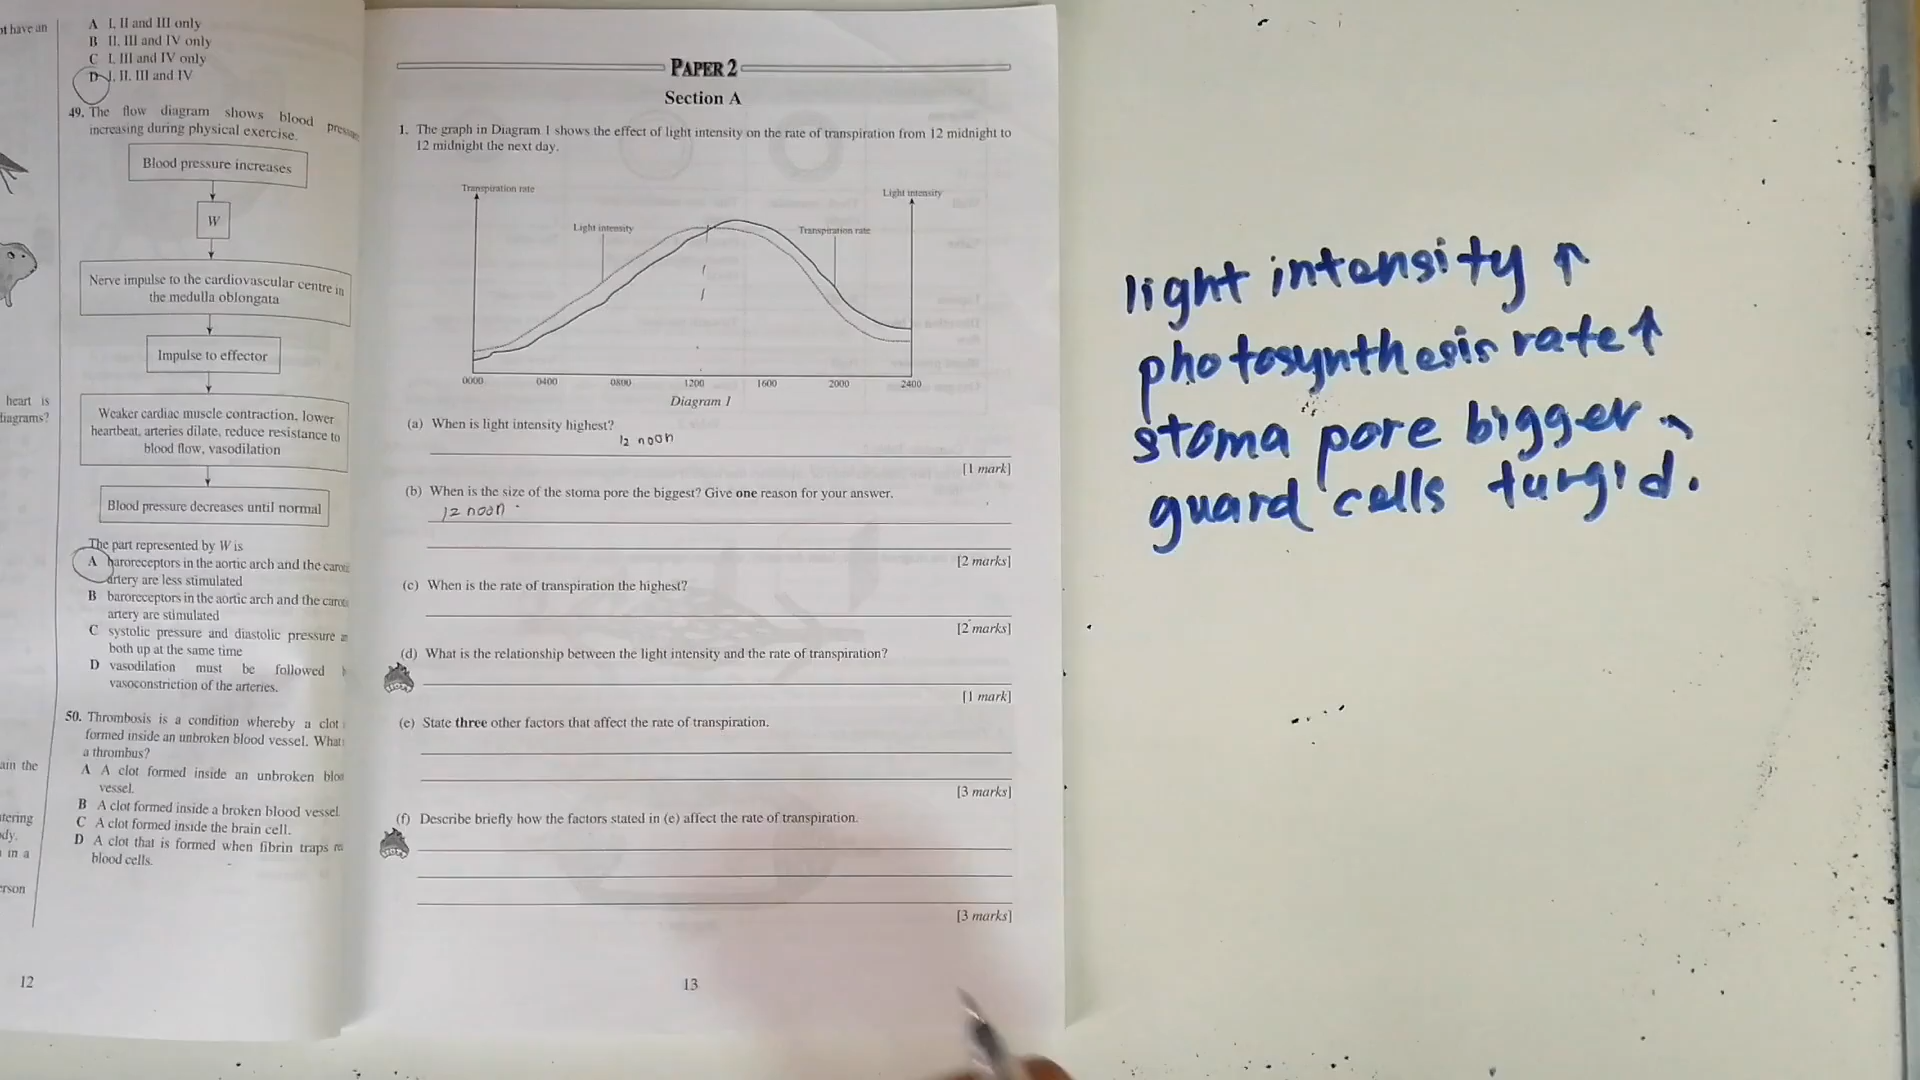 ot have an
heart is
diagrams?
ain the
tering
dy.
in a
erson
12
A I, II and III only
B II, III and IV only
C I, III and IV only
D I, II, III and IV
49. The flow diagram shows blood pressure
increasing during physical exercise.
Blood pressure increases
W
Nerve impulse to the cardiovascular centre in
the medulla oblongata
Impulse to effector
Weaker cardiac muscle contraction, lower
heartbeat, arteries dilate, reduce resistance to
blood flow, vasodilation
Blood pressure decreases until normal
The part represented by W is
A baroreceptors in the aortic arch and the
artery are less stimulated
B baroreceptors in the aortic arch and the
artery are stimulated
C systolic pressure and diastolic pressure
both up at the same time
D vasodilation must be followed
vasoconstriction of the arteries.
50. Thrombosis is a condition whereby a clot
formed inside an unbroken blood vessel. What
a thrombus?
A A clot formed inside an unbroken
vessel.
B A clot formed inside a broken blood vessel
C A clot formed inside the brain cell.
D A clot that is formed when fibrin traps
blood cells.
PAPER 2
Section A
1. The graph in Diagram 1 shows the effect of light intensity on the rate of transpiration from 12 midnight to
12 midnight the next day.
Transpiration rate
Light intensity
Light intensity
Transpiration rate
0000 0400 0800 1200 1600 2000 2400
Diagram 1
(a) When is light intensity highest?
12 noon
[1 mark]
(b) When is the size of the stoma pore the biggest? Give one reason for your answer.
12 noon
[2 marks]
(c) When is the rate of transpiration the highest?
[2 marks]
(d) What is the relationship between the light intensity and the rate of transpiration?
[1 mark]
(e) State three other factors that affect the rate of transpiration.
[3 marks]
(f) Describe briefly how the factors stated in (e) affect the rate of transpiration.
[3 marks]
13
light intensity ↑
photosynthesis rate ↑
stoma pore bigger
guard cells turgid.